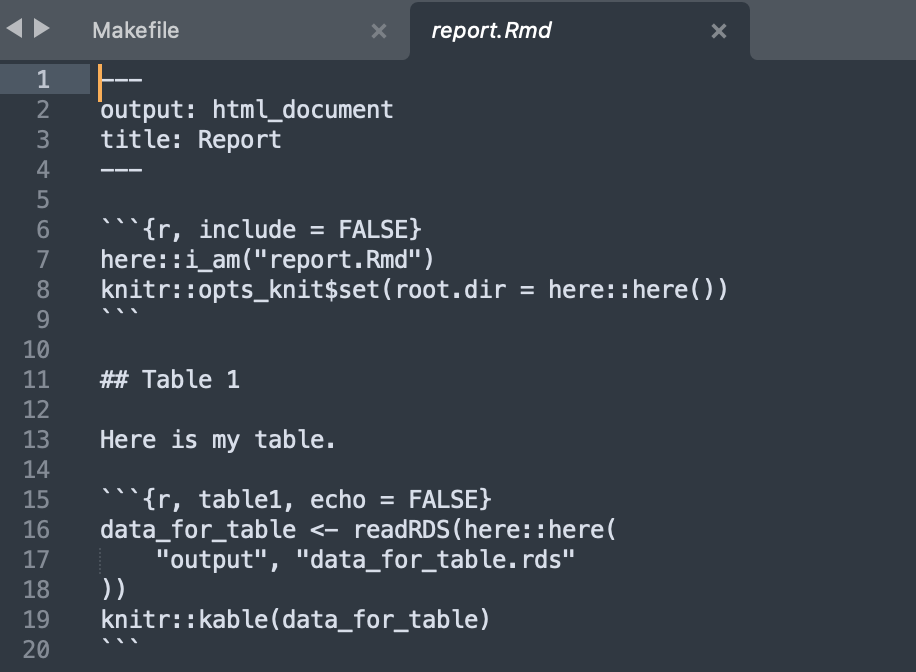 Makefile
report.Rmd
1 ---
2 output: html_document
3 title: Report
4 ---
5
6 ```{r, include = FALSE}
7 here::i_am("report.Rmd")
8 knitr::opts_knit$set(root.dir = here::here())
9 ```
10
11 ## Table 1
12
13 Here is my table.
14
15 ```{r, table1, echo = FALSE}
16 data_for_table <- readRDS(here::here(
17     "output", "data_for_table.rds"
18 ))
19 knitr::kable(data_for_table)
20 ```